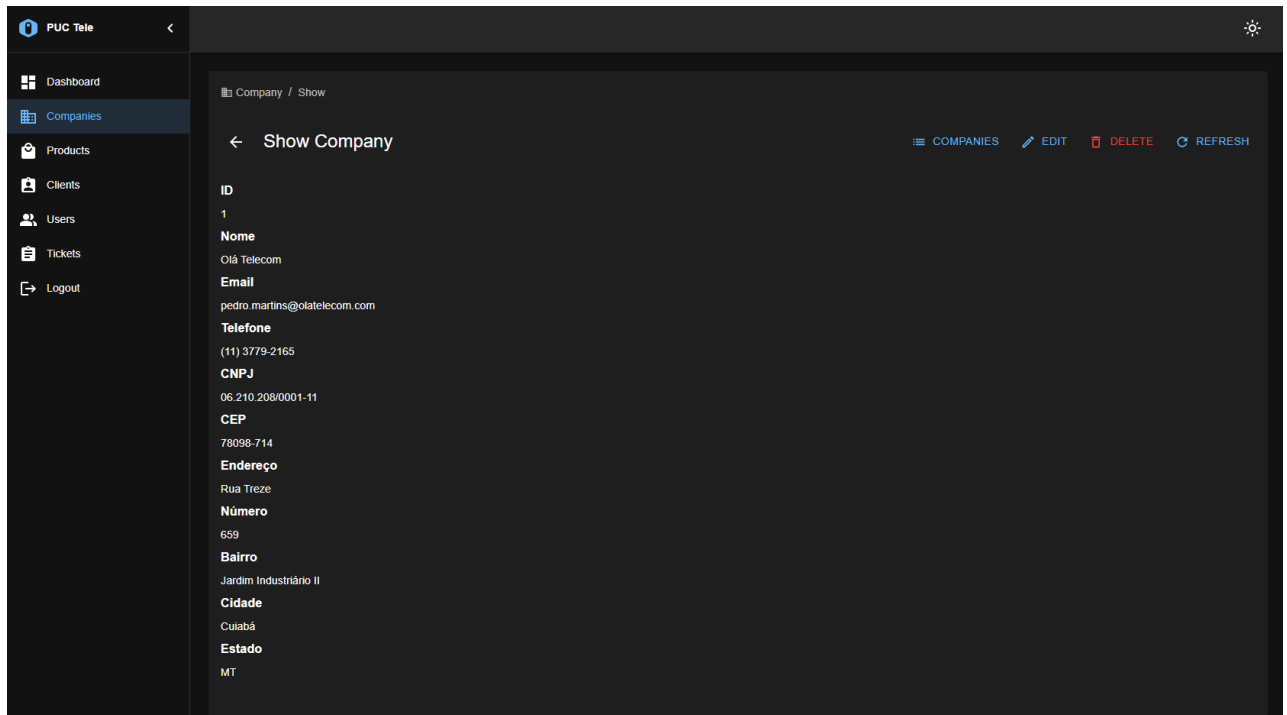 PUC Tele
Dashboard
Companies
Products
Clients
Users
Tickets
Logout
Company / Show
Show Company
COMPANIES EDIT DELETE REFRESH
ID
1
Nome
Olá Telecom
Email
pedro.martins@olatelecom.com
Telefone
(11) 3779-2165
CNPJ
06.210.208/0001-11
CEP
78098-714
Endereço
Rua Treze
Número
659
Bairro
Jardim Industriário II
Cidade
Cuiabá
Estado
MT